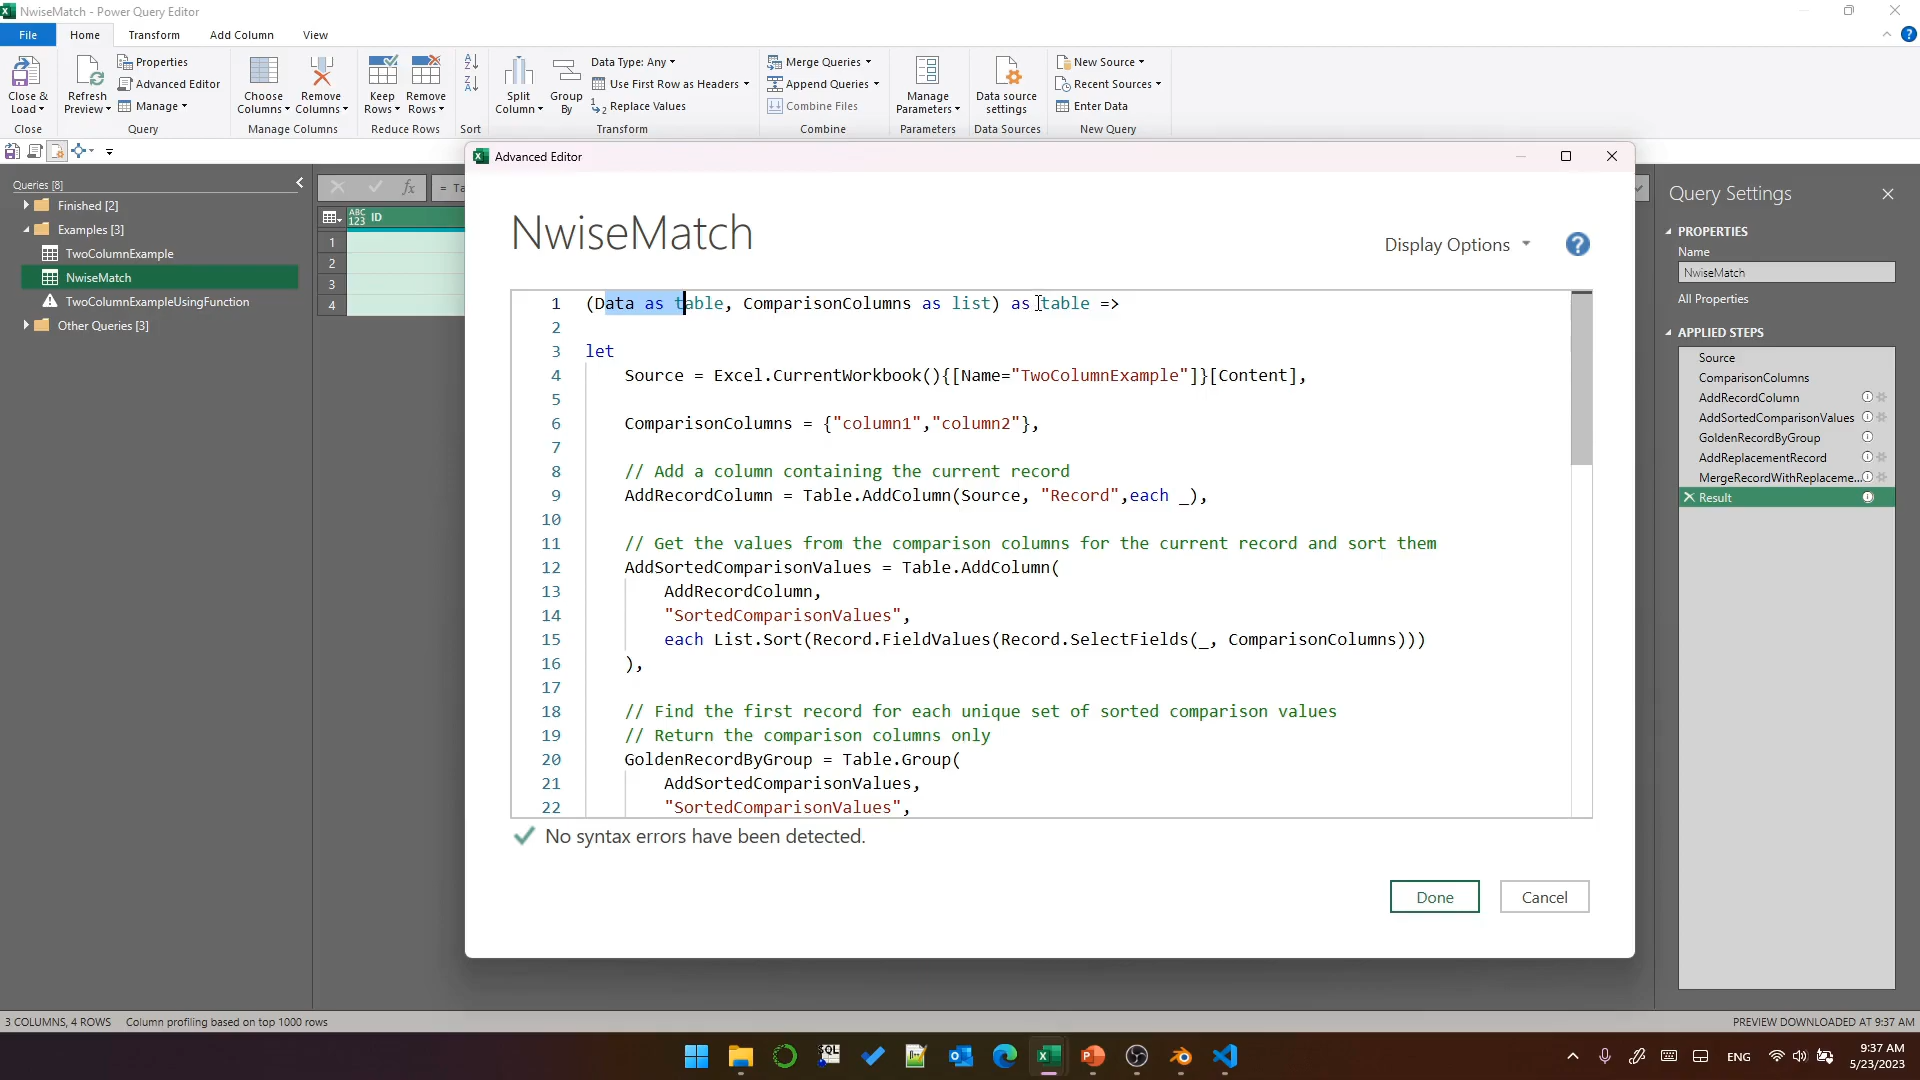 NwiseMatch - Power Query Editor
File
Home
Transform
Add Column
View
Close &
Load
Close
Refresh
Preview
Properties
Advanced Editor
Manage
Query
Choose
Columns
Remove
Columns
Manage Columns
Keep
Rows
Remove
Rows
Reduce Rows
Sort
Split
Column
Group
By
Data Type: Any
Use First Row as Headers
Replace Values
Transform
Merge Queries
Append Queries
Combine Files
Combine
Manage
Parameters
Parameters
Data source
settings
Data Sources
New Source
Recent Sources
Enter Data
New Query
Queries [8]
Finished [2]
Examples [3]
TwoColumnExample
NwiseMatch
TwoColumnExampleUsingFunction
Other Queries [3]
fx
= Ta
ABC
123
ID
1
2
3
4
Advanced Editor
NwiseMatch
Display Options
?
1 (Data as table, ComparisonColumns as list) as table =>
2
3 let
4 Source = Excel.CurrentWorkbook(){[Name="TwoColumnExample"]}[Content],
5
6 ComparisonColumns = {"column1","column2"},
7
8 // Add a column containing the current record
9 AddRecordColumn = Table.AddColumn(Source, "Record",each _),
10
11 // Get the values from the comparison columns for the current record and sort them
12 AddSortedComparisonValues = Table.AddColumn(
13 AddRecordColumn,
14 "SortedComparisonValues",
15 each List.Sort(Record.FieldValues(Record.SelectFields(_, ComparisonColumns)))
16 ),
17
18 // Find the first record for each unique set of sorted comparison values
19 // Return the comparison columns only
20 GoldenRecordByGroup = Table.Group(
21 AddSortedComparisonValues,
22 "SortedComparisonValues",
No syntax errors have been detected.
Done
Cancel
Query Settings
PROPERTIES
Name
NwiseMatch
All Properties
APPLIED STEPS
Source
ComparisonColumns
AddRecordColumn
AddSortedComparisonValues
GoldenRecordByGroup
AddReplacementRecord
MergeRecordWithReplaceme...
Result
3 COLUMNS, 4 ROWS
Column profiling based on top 1000 rows
PREVIEW DOWNLOADED AT 9:37 AM
SQL
ENG
9:37 AM
5/23/2023